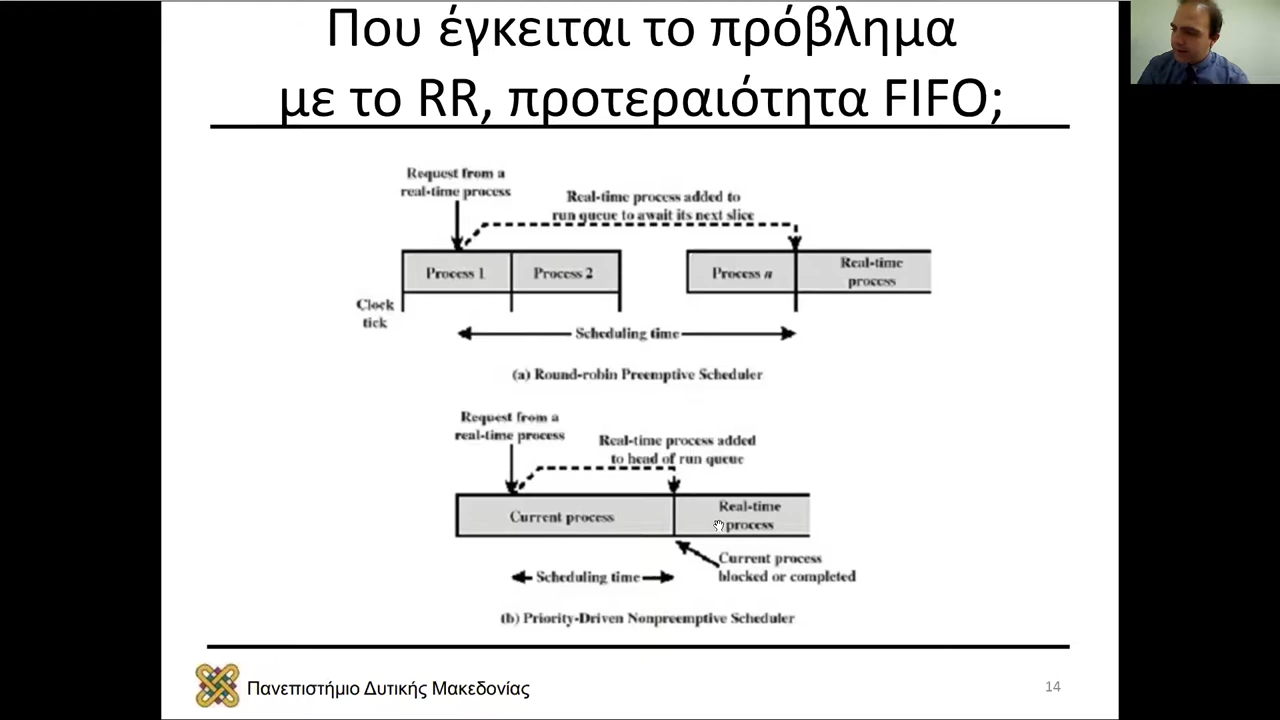 Που έγκειται το πρόβλημα
με το RR, προτεραιότητα FIFO;
Request from a
real-time process
Real-time process added to
run queue to await its next slice
Process 1
Process 2
Process n
Real-time
process
Clock
tick
Scheduling time
(a) Round-robin Preemptive Scheduler
Request from a
real-time process
Real-time process added
to head of run queue
Current process
Real-time
process
Current process
blocked or completed
Scheduling time
(b) Priority-Driven Nonpreemptive Scheduler
Πανεπιστήμιο Δυτικής Μακεδονίας
14